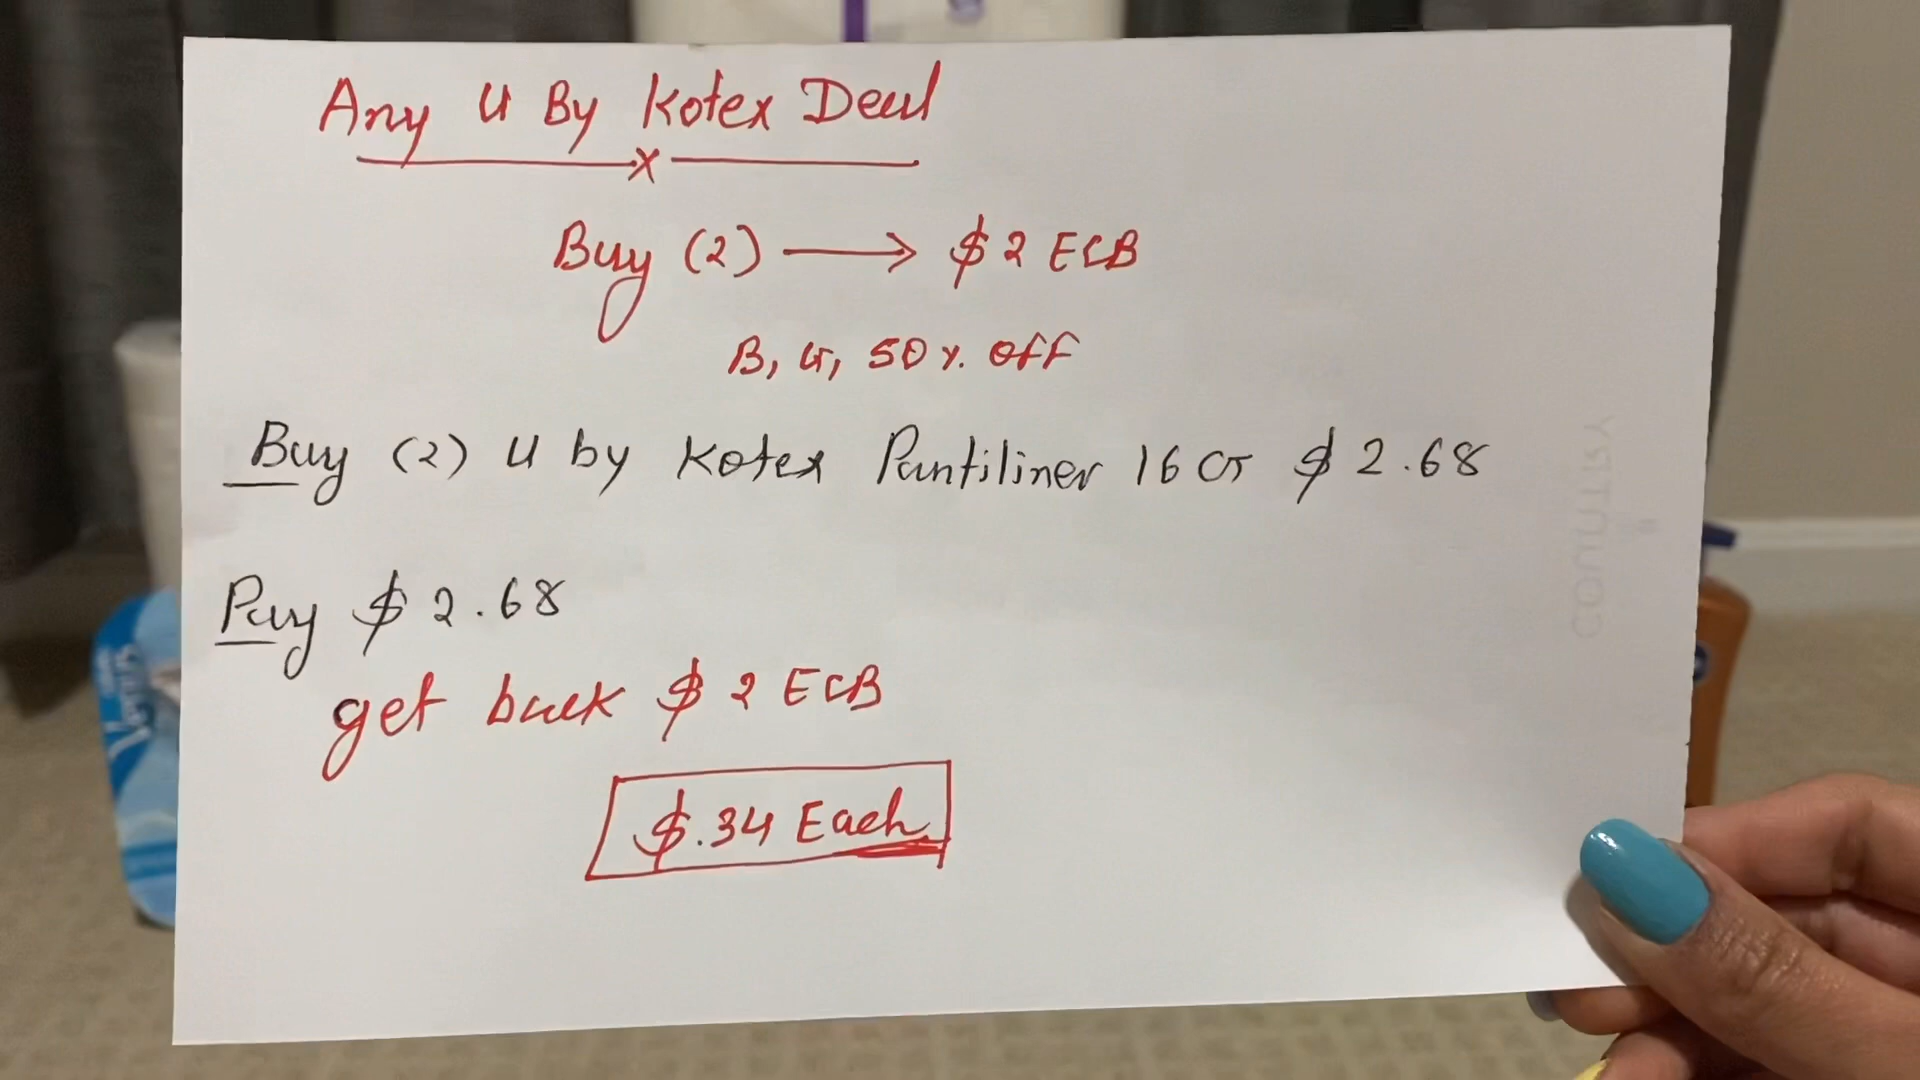 Any U By Kotex Deal
x
Buy (2) → $2 ECB
B, G, 50% off
Buy (2) U by Kotex Pantiliner 16 CT $2.68
Pay $2.68
get back $2 ECB
$.34 Each
COUNTRY